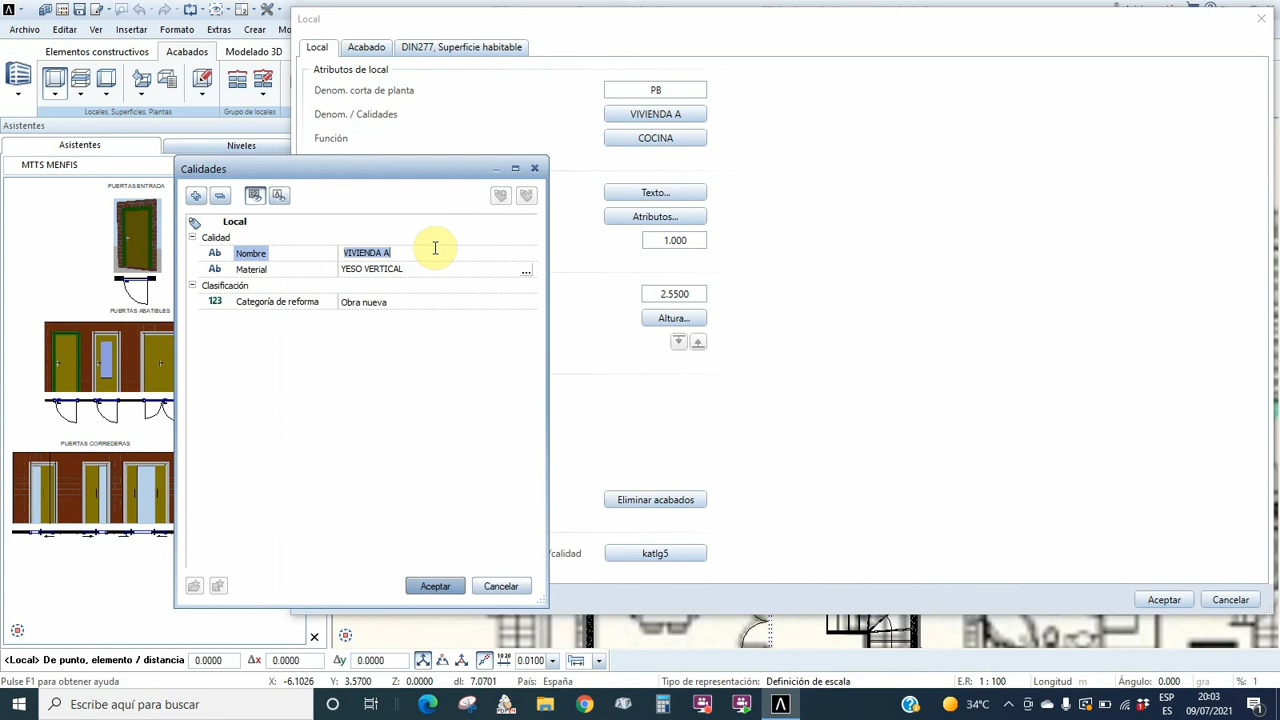 Local
Archivo Editar Ver Insertar Formato Extras Crear
Local Acabado DIN277, Superficie habitable
Elementos constructivos Acabados Modelado 3D
Atributos de local
Denom. corta de planta PB
Denom. / Calidades VIVIENDA A
Función COCINA
Locales, Superficies, Plantas Grupo de locales
Asistentes
Asistentes Niveles
MTTS MENFIS
PUERTAS ENTRADA
PUERTAS ABATIBLES
PUERTAS CORREDERAS
Calidades
Local
Calidad
Ab Nombre VIVIENDA A
Ab Material YESO VERTICAL ...
Clasificación
123 Categoría de reforma Obra nueva
Aceptar Cancelar
Texto...
Atributos...
1.000
2.5500
Altura...
Eliminar acabados
/calidad katlg5
Aceptar Cancelar
<Local> De punto, elemento / distancia 0.0000 Δx 0.0000 Δy 0.0000 0.0100
Pulse F1 para obtener ayuda X: -6.1026 Y: 3.5700 Z: 0.0000 dl: 7.0701 País: España Tipo de representación: Definición de escala E.R: 1 : 100 Longitud m Ángulo: 0.000 gra % 1
Escribe aquí para buscar 34°C ESP ES 20:03 09/07/2021